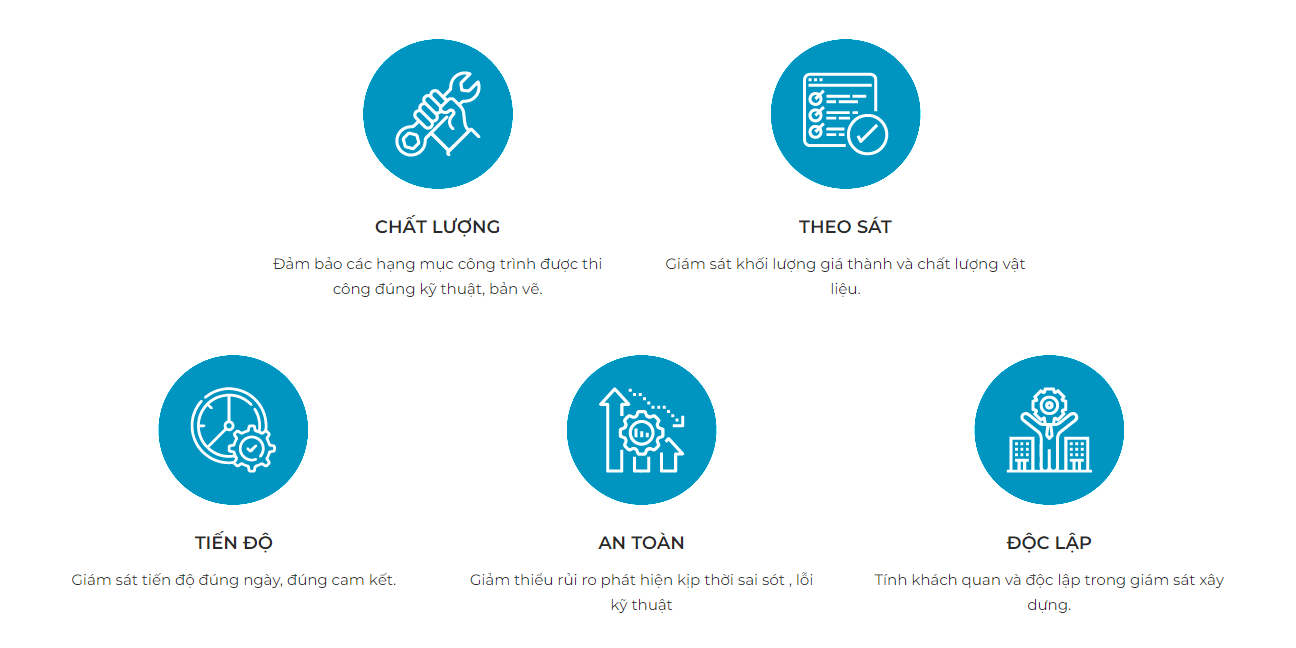 CHẤT LƯỢNG
Đảm bảo các hạng mục công trình được thi
công đúng kỹ thuật, bản vẽ.
THEO SÁT
Giám sát khối lượng giá thành và chất lượng vật
liệu.
TIẾN ĐỘ
Giám sát tiến độ đúng ngày, đúng cam kết.
AN TOÀN
Giảm thiểu rủi ro phát hiện kịp thời sai sót , lỗi
kỹ thuật
ĐỘC LẬP
Tính khách quan và độc lập trong giám sát xây
dựng.